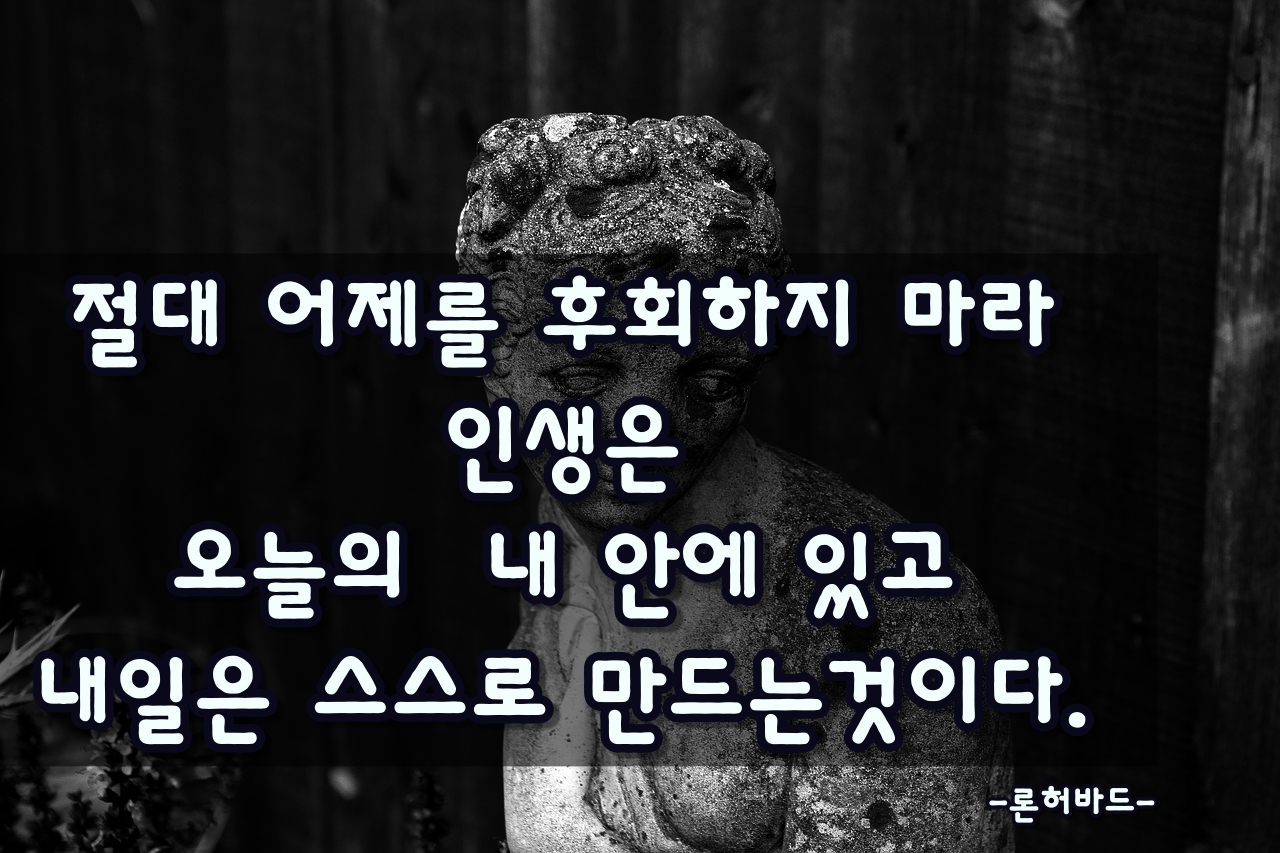 절대 어제를 후회하지 마라
인생은
오늘의 내 안에 있고
내일은 스스로 만드는것이다.
-론허바드-